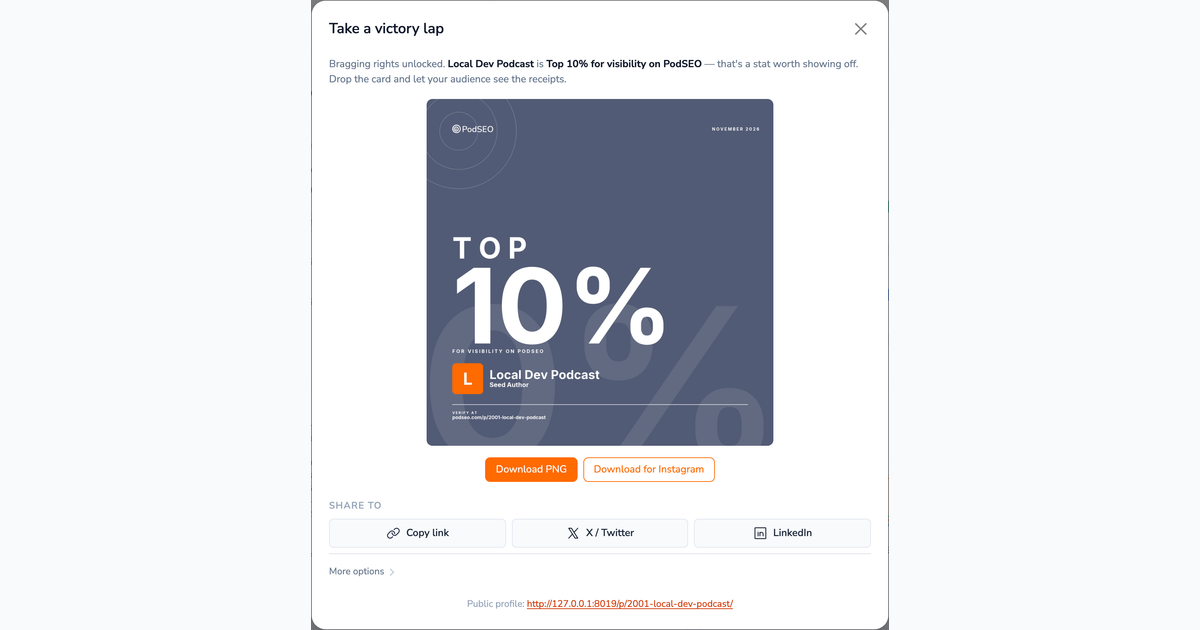 Take a victory lap
Bragging rights unlocked. Local Dev Podcast is Top 10% for visibility on PodSEO — that's a stat worth showing off.
Drop the card and let your audience see the receipts.
PodSEO
NOVEMBER 2026
TOP
10%
0%
FOR VISIBILITY ON PODSEO
L
Local Dev Podcast
Seed Author
VERIFY AT
podseo.com/p/2001-local-dev-podcast
Download PNG
Download for Instagram
SHARE TO
Copy link
X / Twitter
in LinkedIn
More options
Public profile: http://127.0.0.1:8019/p/2001-local-dev-podcast/